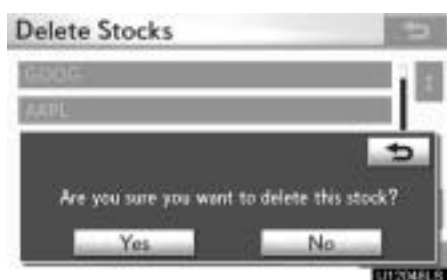 Delete Stocks
GOOG
AAPL
Are you sure you want to delete this stock?
Yes
No